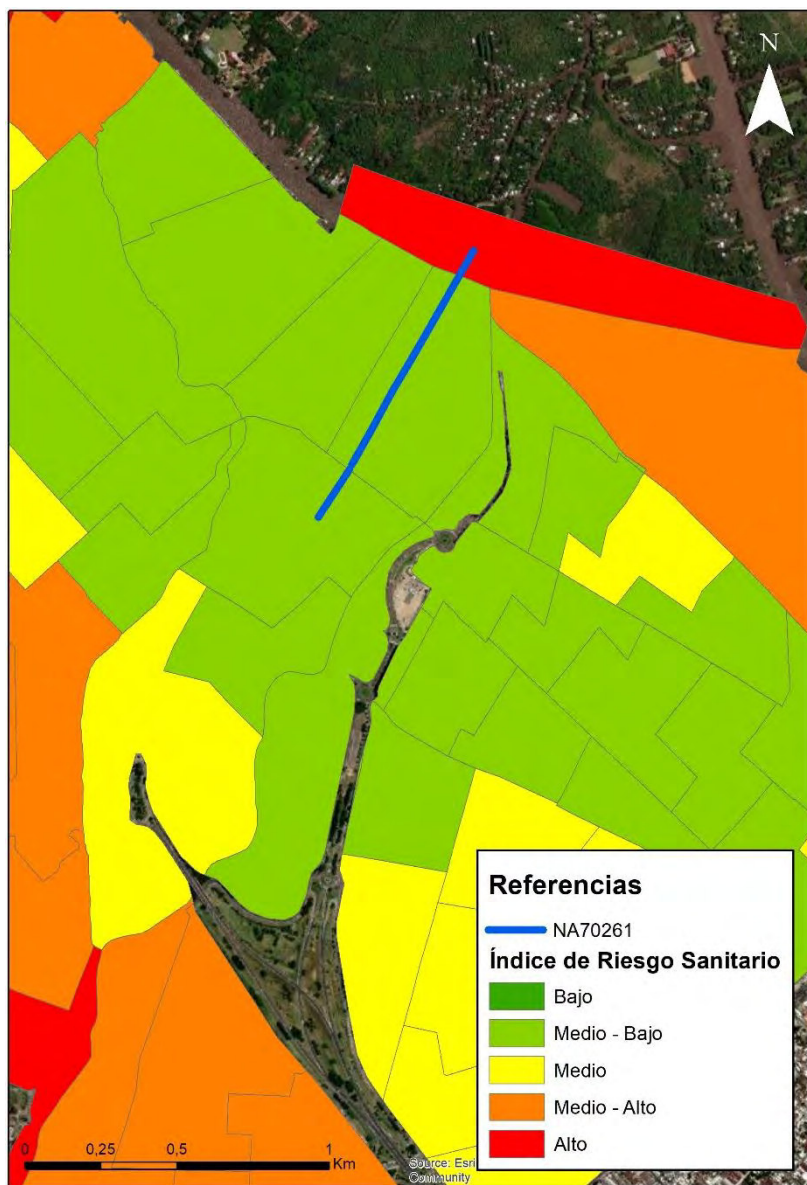 N
Referencias
NA70261
Índice de Riesgo Sanitario
Bajo
Medio - Bajo
Medio
Medio - Alto
Alto
0 0,25 0,5 1
Km
Source: Esri
Community